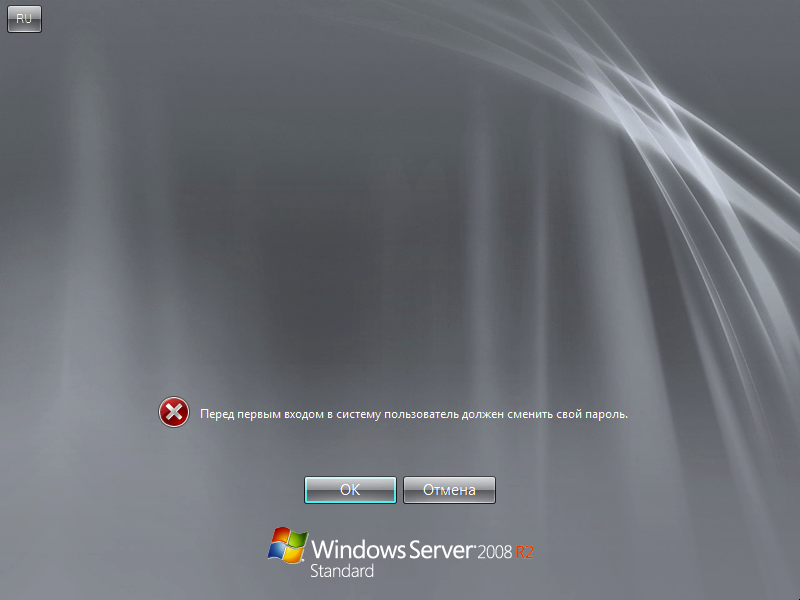 RU
Перед первым входом в систему пользователь должен сменить свой пароль.
OK
Отмена
Windows Server 2008 R2
Standard